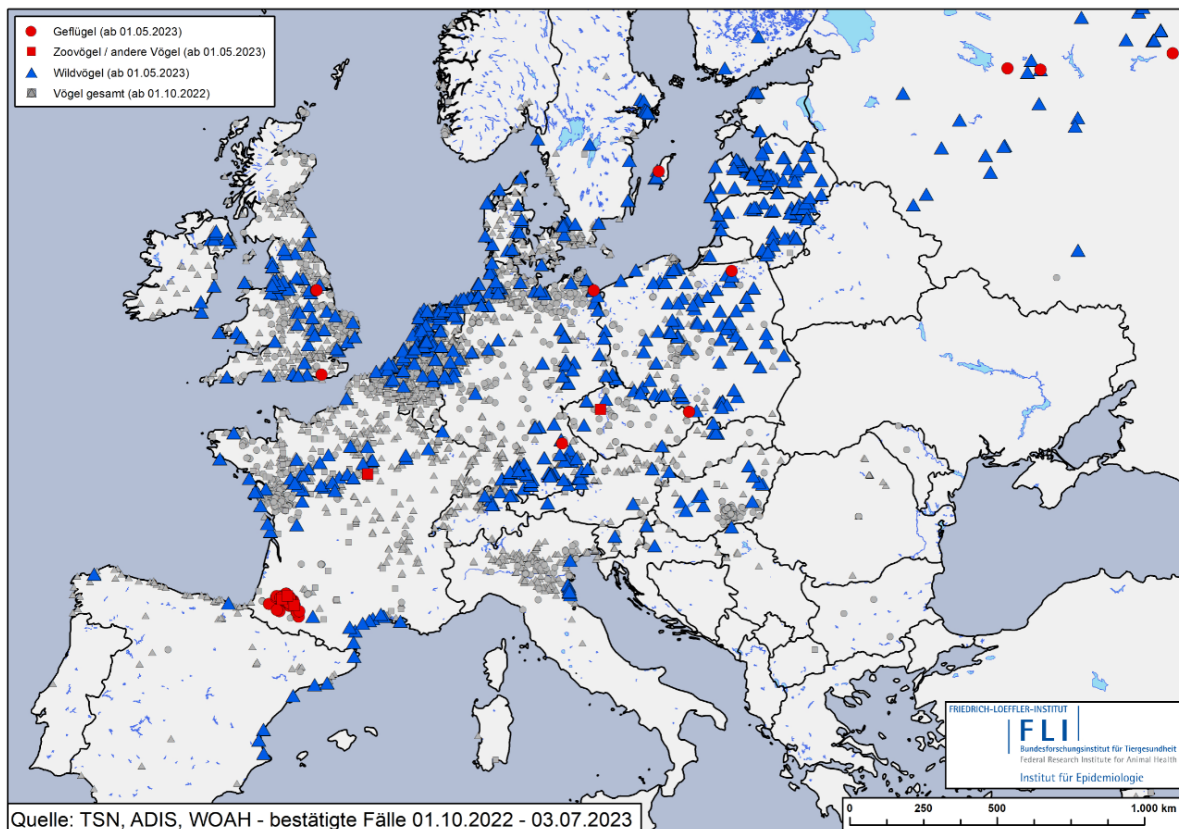 Geflügel (ab 01.05.2023)
Zoovögel / andere Vögel (ab 01.05.2023)
Wildvögel (ab 01.05.2023)
Vögel gesamt (ab 01.10.2022)
FRIEDRICH-LOEFFLER-INSTITUT
FLI
Bundesforschungsinstitut für Tiergesundheit
Federal Research Institute for Animal Health
Institut für Epidemiologie
Quelle: TSN, ADIS, WOAH - bestätigte Fälle 01.10.2022 - 03.07.2023
0 250 500 1.000 km